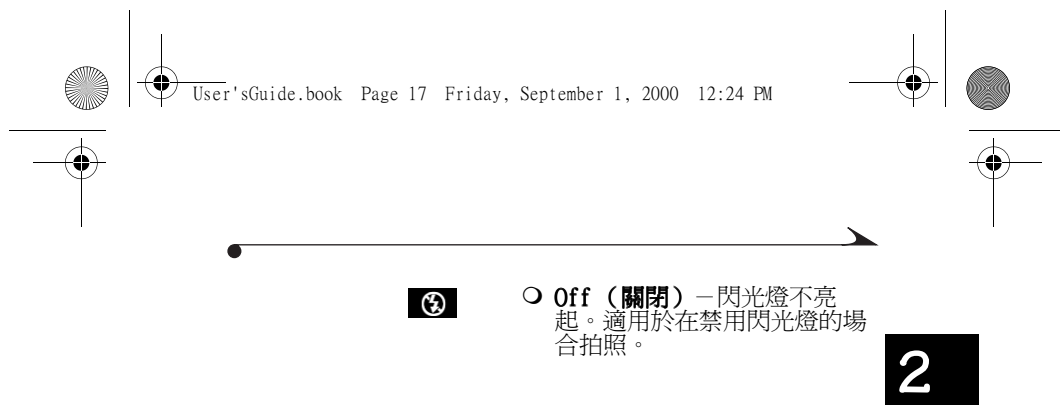 User'sGuide.book Page 17 Friday, September 1, 2000 12:24 PM
❍ Off（關閉）－閃光燈不亮
起。適用於在禁用閃光燈的場
合拍照。
2